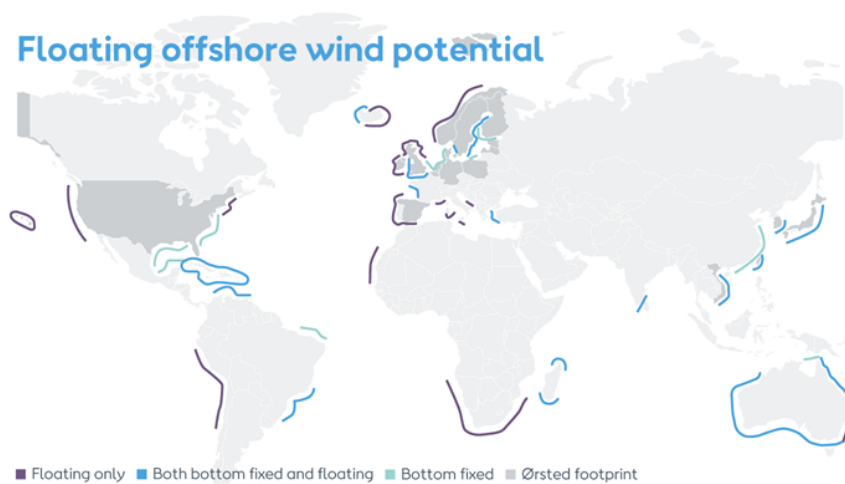 Floating offshore wind potential
Floating only Both bottom fixed and floating Bottom fixed Ørsted footprint